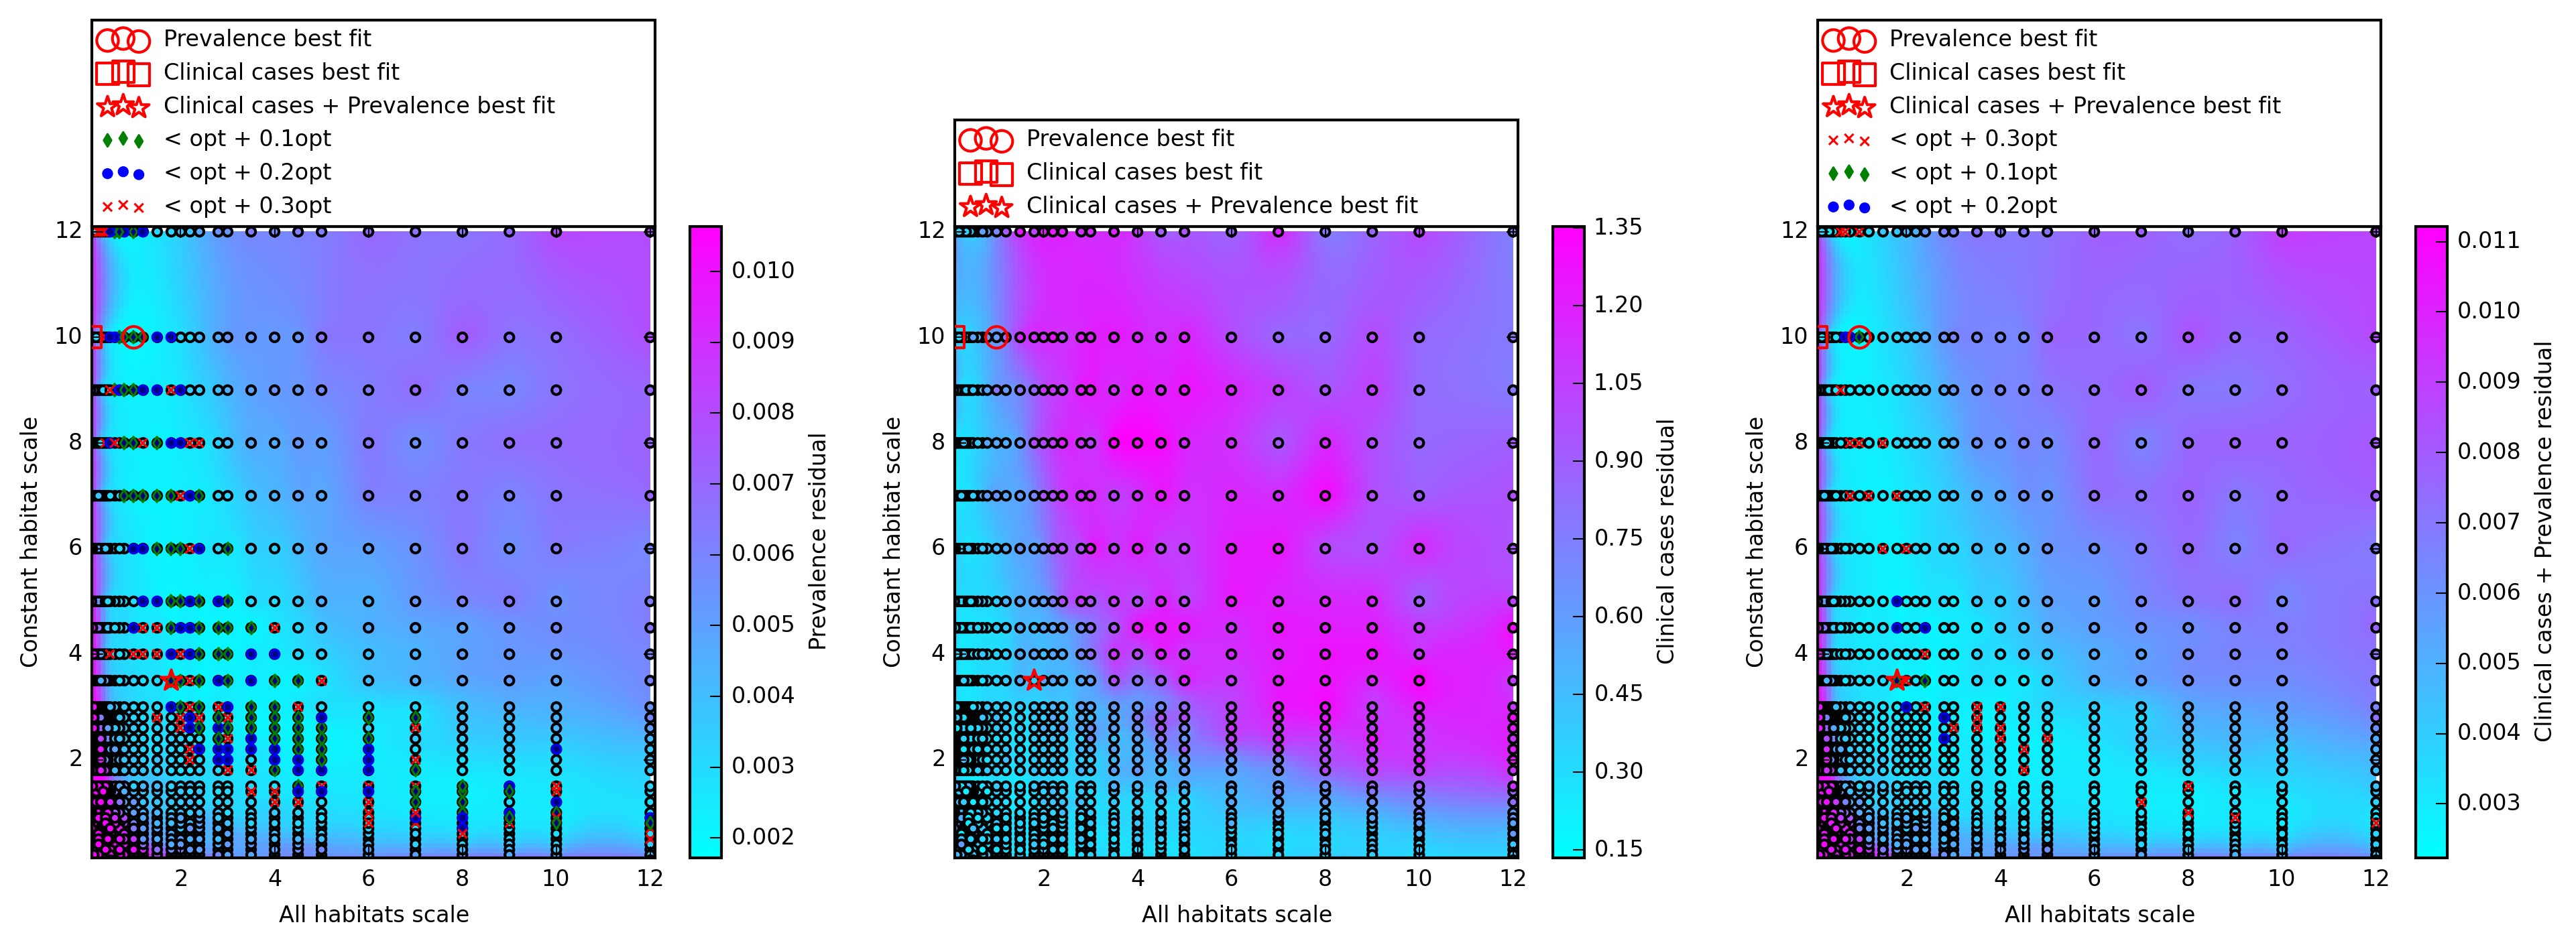 Prevalence best fit
Clinical cases best fit
Clinical cases + Prevalence best fit
< opt + 0.1opt
< opt + 0.2opt
< opt + 0.3opt
12
10
8
6
4
2
Constant habitat scale
2 4 6 8 10 12
All habitats scale
0.010
0.009
0.008
0.007
0.006
0.005
0.004
0.003
0.002
Prevalence residual
Prevalence best fit
Clinical cases best fit
Clinical cases + Prevalence best fit
12
10
8
6
4
2
Constant habitat scale
2 4 6 8 10 12
All habitats scale
1.35
1.20
1.05
0.90
0.75
0.60
0.45
0.30
0.15
Clinical cases residual
Prevalence best fit
Clinical cases best fit
Clinical cases + Prevalence best fit
< opt + 0.3opt
< opt + 0.1opt
< opt + 0.2opt
12
10
8
6
4
2
Constant habitat scale
2 4 6 8 10 12
All habitats scale
0.011
0.010
0.009
0.008
0.007
0.006
0.005
0.004
0.003
Clinical cases + Prevalence residual